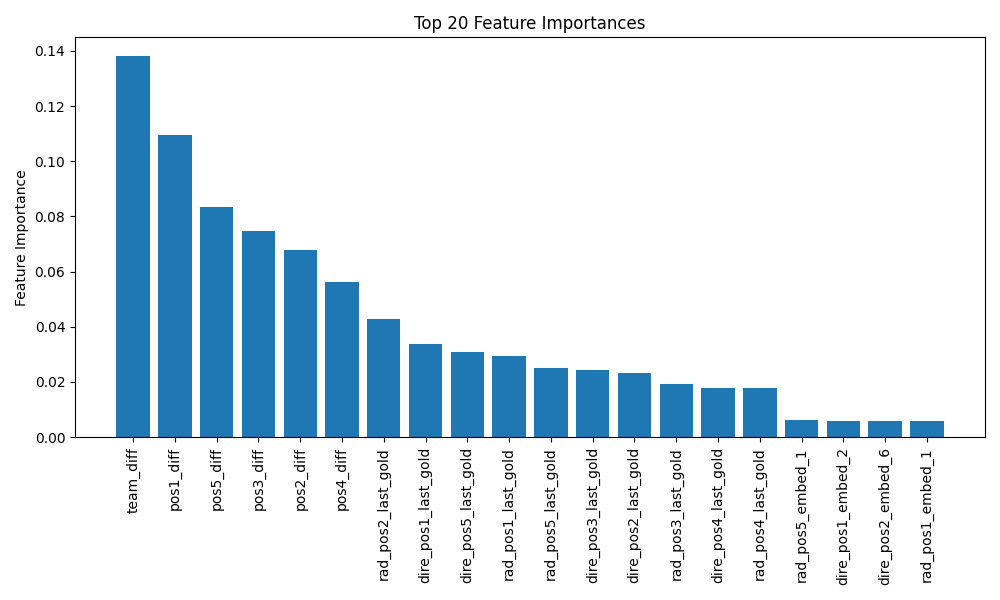 Top 20 Feature Importances
Feature Importance
0.14
0.12
0.10
0.08
0.06
0.04
0.02
0.00
team_diff
pos1_diff
pos5_diff
pos3_diff
pos2_diff
pos4_diff
rad_pos2_last_gold
dire_pos1_last_gold
dire_pos5_last_gold
rad_pos1_last_gold
rad_pos5_last_gold
dire_pos3_last_gold
dire_pos2_last_gold
rad_pos3_last_gold
dire_pos4_last_gold
rad_pos4_last_gold
rad_pos5_embed_1
dire_pos1_embed_2
dire_pos2_embed_6
rad_pos1_embed_1